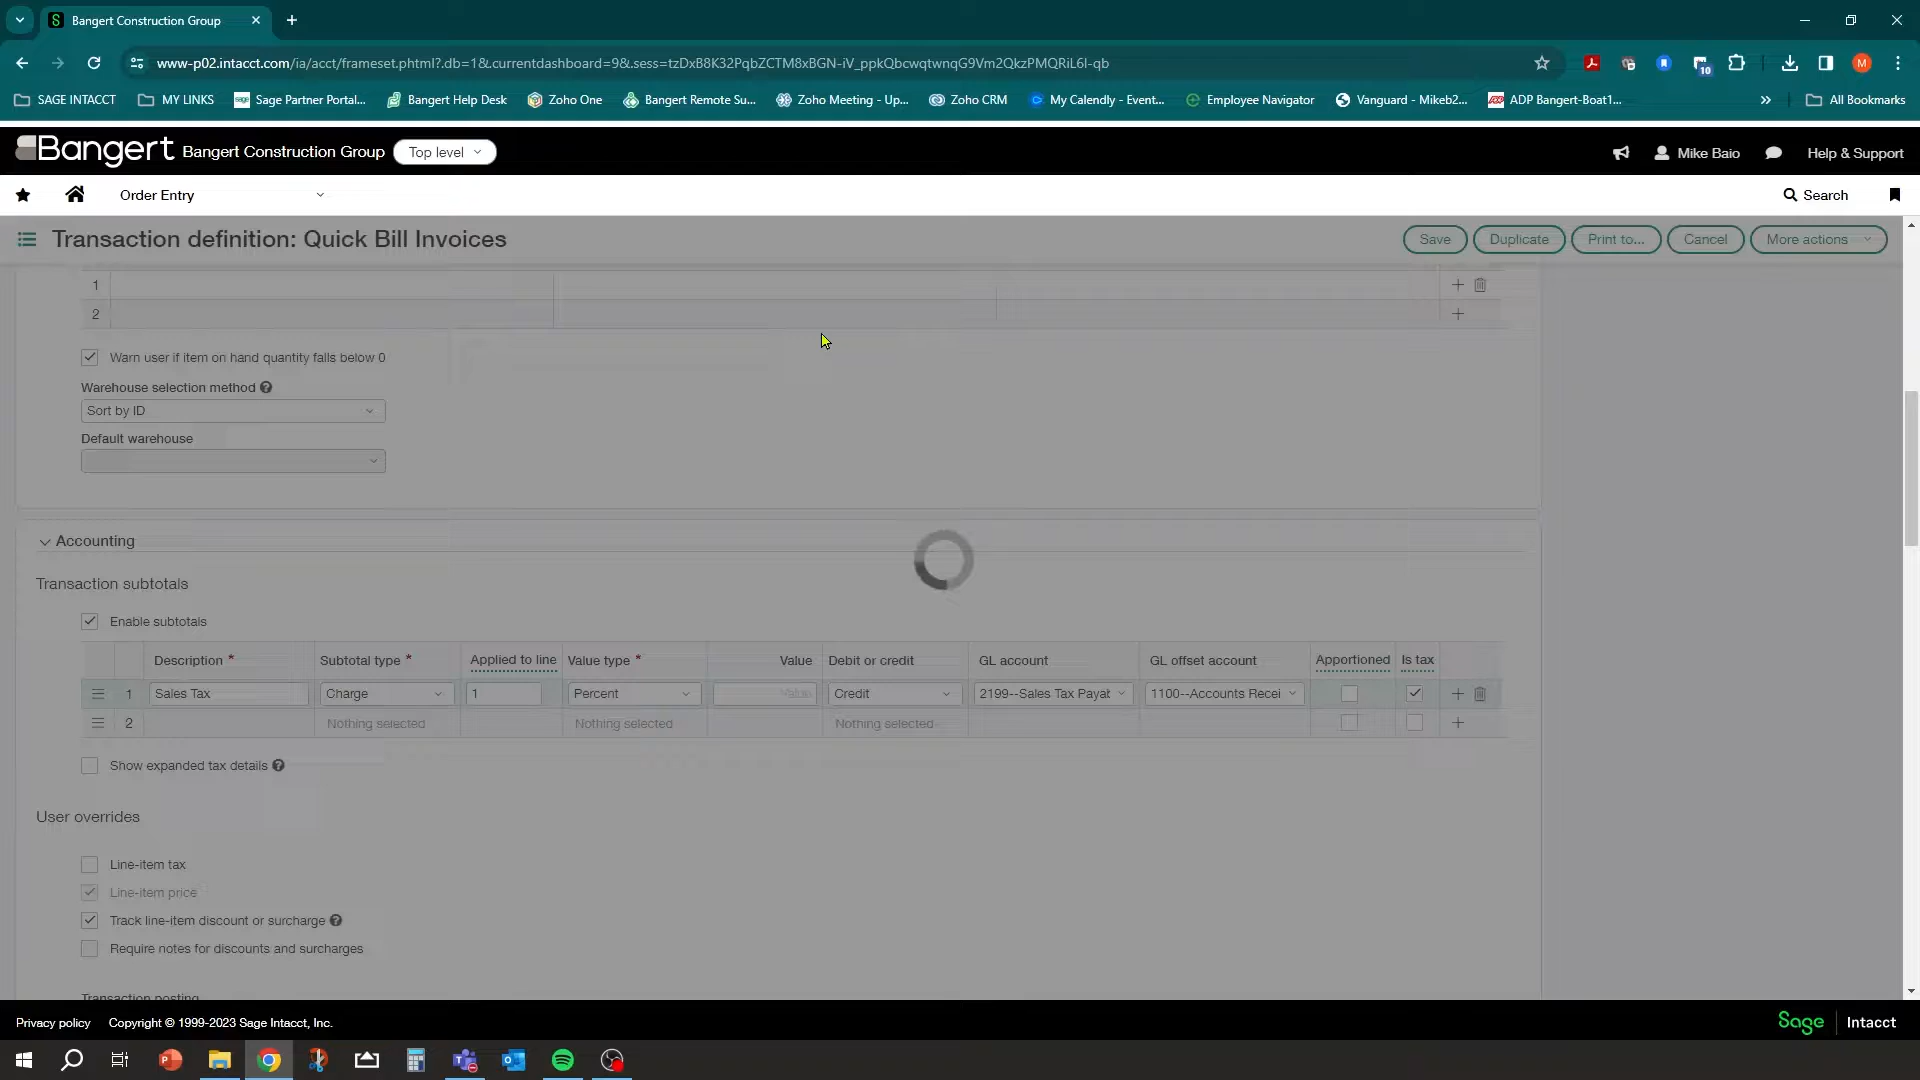 Bangert Construction Group
www-p02.intacct.com/ia/acct/frameset.phtml?.db=1&.currentdashboard=9&.sess=tzDxB8K32PqbZCTM8xBGN-iV_ppkQbcwqtwnqG9Vm2QkzPMQRiL6I-qb
10
M
SAGE INTACCT
MY LINKS
Sage Partner Portal...
Bangert Help Desk
Zoho One
Bangert Remote Su...
Zoho Meeting - Up...
Zoho CRM
My Calendly - Event...
Employee Navigator
Vanguard - Mikeb2...
ADP Bangert-Boat1...
All Bookmarks
Bangert Bangert Construction Group
Top level
Mike Baio
Help & Support
Order Entry
Search
Transaction definition: Quick Bill Invoices
Save
Duplicate
Print to...
Cancel
More actions
1
2
Warn user if item on hand quantity falls below 0
Warehouse selection method
Sort by ID
Default warehouse
Accounting
Transaction subtotals
Enable subtotals
Description * Subtotal type * Applied to line Value type * Value Debit or credit GL account GL offset account Apportioned Is tax
1 Sales Tax Charge 1 Percent Value Credit 2199--Sales Tax Payab 1100--Accounts Recei
2 Nothing selected Nothing selected Nothing selected
Show expanded tax details
User overrides
Line-item tax
Line-item price
Track line-item discount or surcharge
Require notes for discounts and surcharges
Transaction posting
Privacy policy
Copyright © 1999-2023 Sage Intacct, Inc.
Sage Intacct